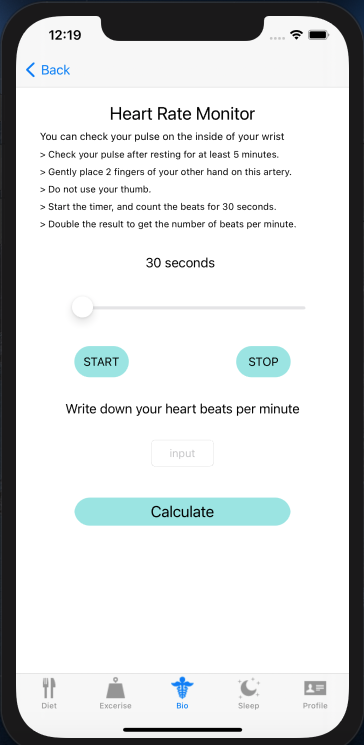 12:19
Back
Heart Rate Monitor
You can check your pulse on the inside of your wrist
> Check your pulse after resting for at least 5 minutes.
> Gently place 2 fingers of your other hand on this artery.
> Do not use your thumb.
> Start the timer, and count the beats for 30 seconds.
> Double the result to get the number of beats per minute.
30 seconds
START STOP
Write down your heart beats per minute
input
Calculate
Diet Excerise Bio Sleep Profile